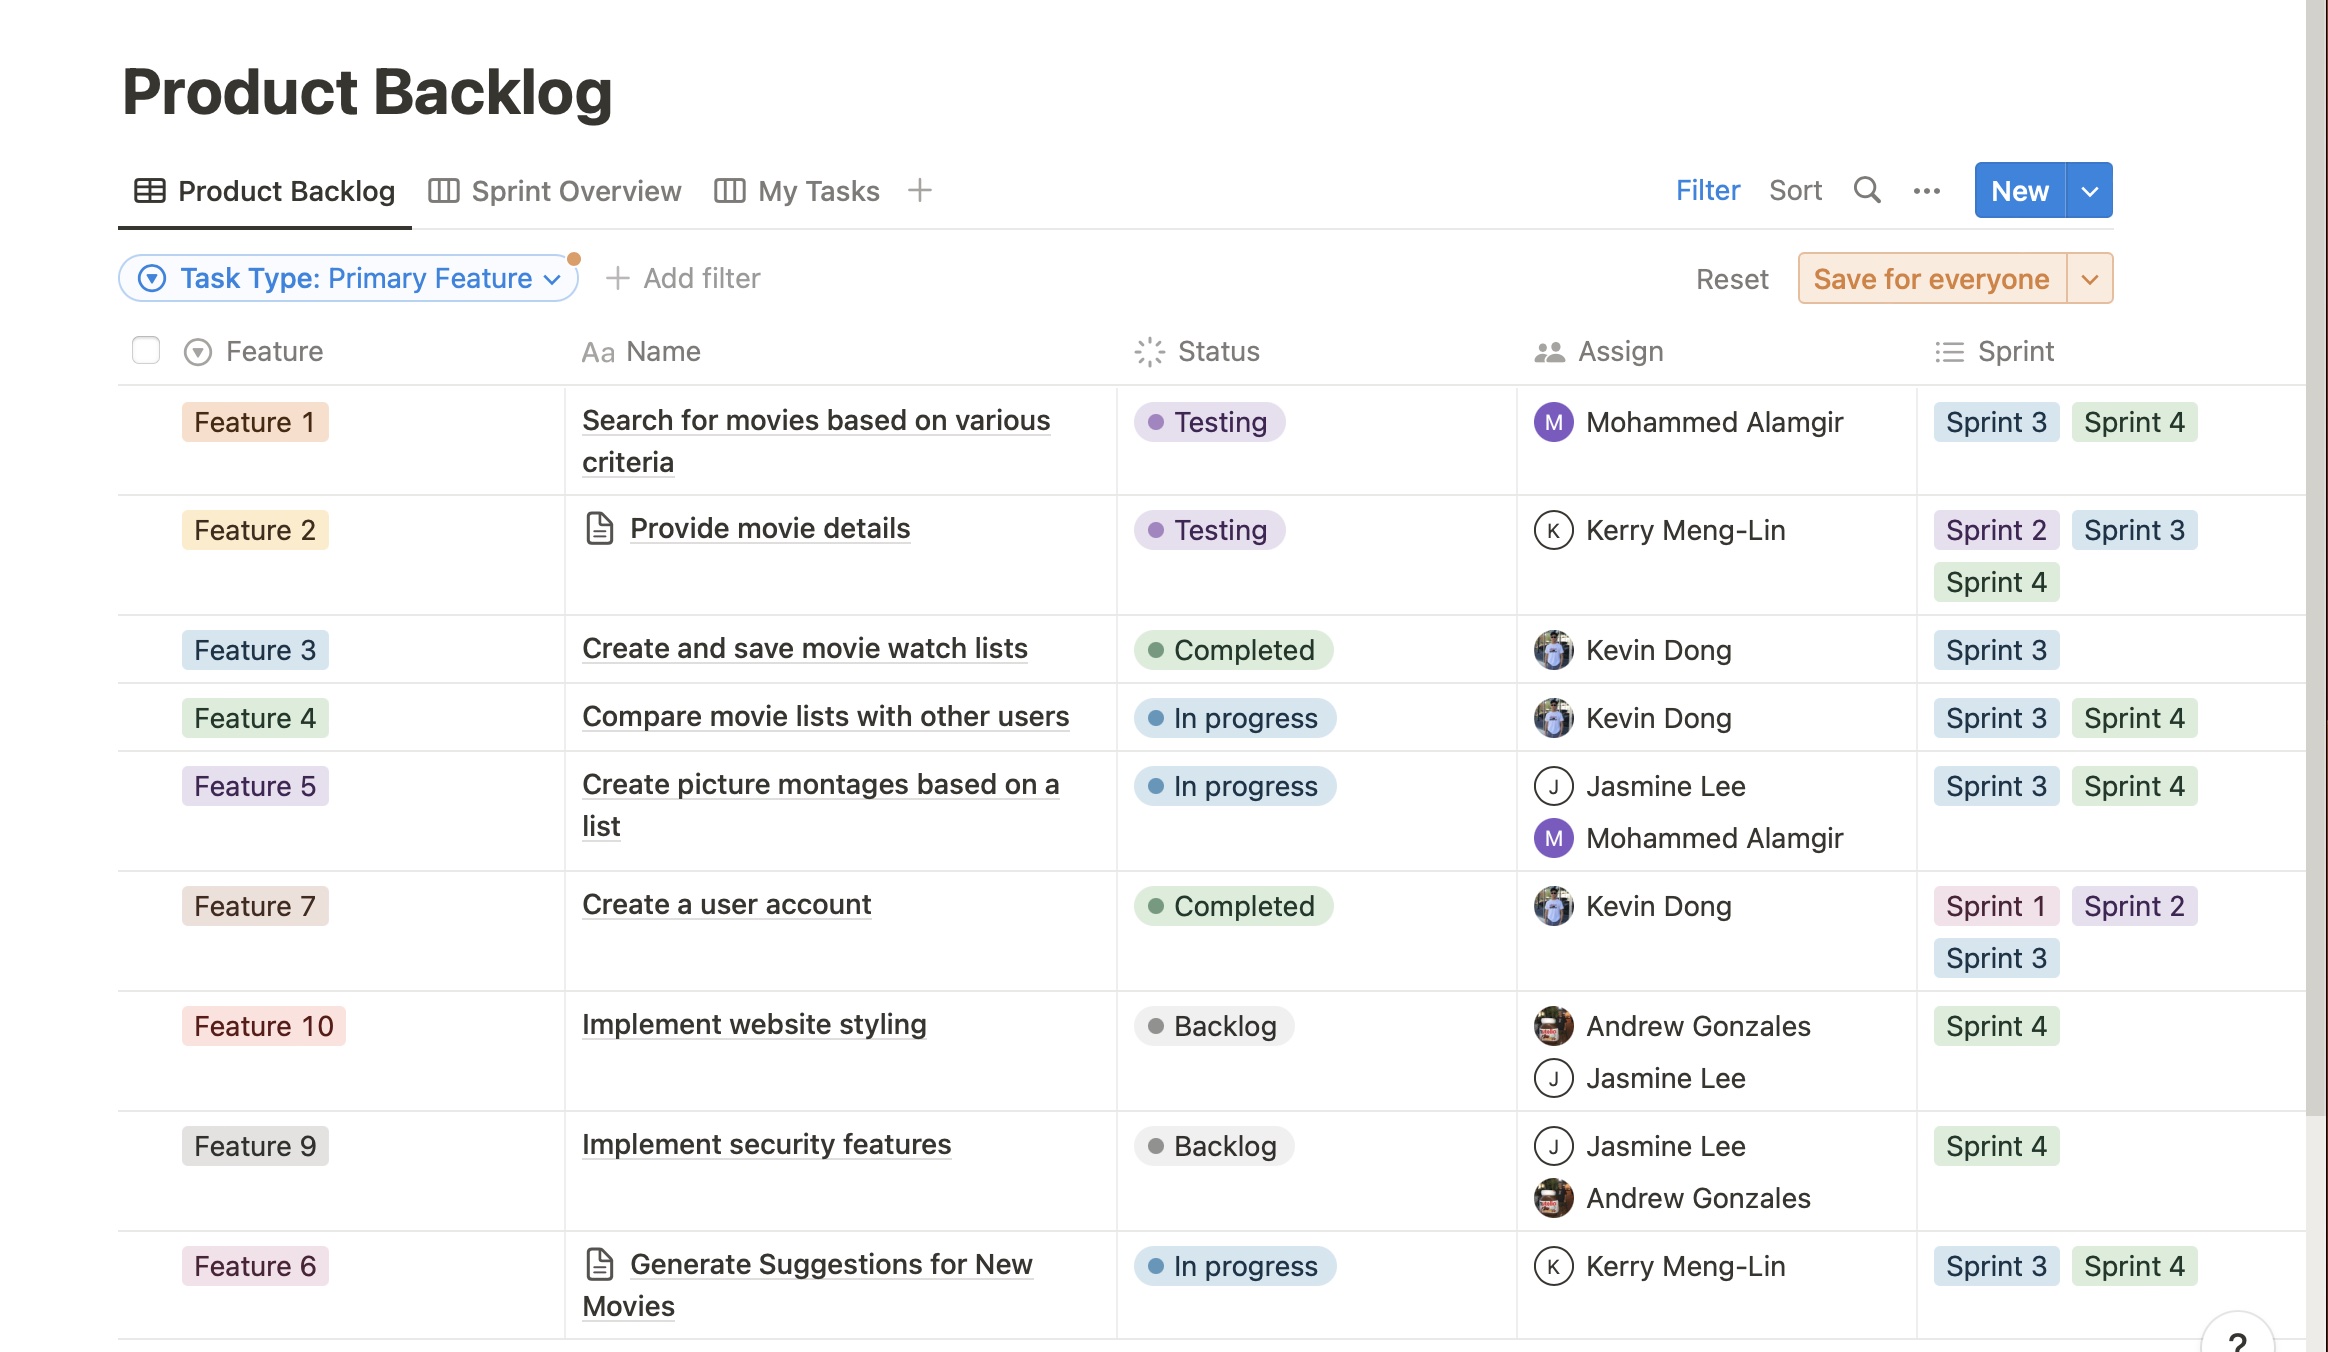 Product Backlog
Product Backlog Sprint Overview My Tasks Filter Sort New
Task Type: Primary Feature Add filter Reset Save for everyone
Feature Aa Name Status Assign Sprint
Feature 1 Search for movies based on various Testing M Mohammed Alamgir Sprint 3 Sprint 4
criteria
Feature 2 Provide movie details Testing K Kerry Meng-Lin Sprint 2 Sprint 3
Sprint 4
Feature 3 Create and save movie watch lists Completed Kevin Dong Sprint 3
Feature 4 Compare movie lists with other users In progress Kevin Dong Sprint 3 Sprint 4
Feature 5 Create picture montages based on a In progress J Jasmine Lee Sprint 3 Sprint 4
list M Mohammed Alamgir
Feature 7 Create a user account Completed Kevin Dong Sprint 1 Sprint 2
Sprint 3
Feature 10 Implement website styling Backlog Andrew Gonzales Sprint 4
J Jasmine Lee
Feature 9 Implement security features Backlog J Jasmine Lee Sprint 4
Andrew Gonzales
Feature 6 Generate Suggestions for New In progress K Kerry Meng-Lin Sprint 3 Sprint 4
Movies
?